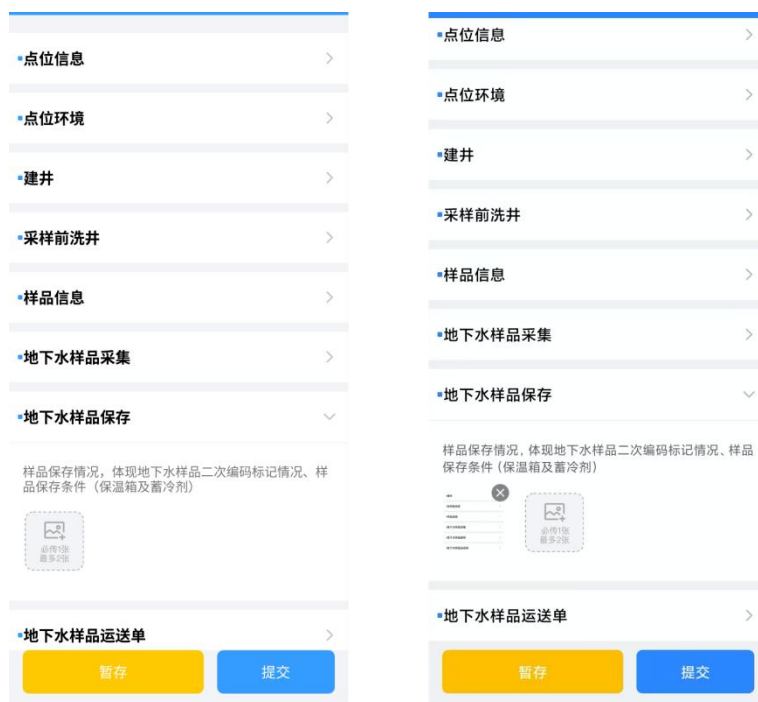 点位信息
点位环境
建井
采样前洗井
样品信息
地下水样品采集
地下水样品保存
样品保存情况，体现地下水样品二次编码标记情况、样
品保存条件（保温箱及蓄冷剂）
必传1张
最多2张
地下水样品运送单
暂存
提交
点位信息
点位环境
建井
采样前洗井
样品信息
地下水样品采集
地下水样品保存
样品保存情况，体现地下水样品二次编码标记情况、样品
保存条件（保温箱及蓄冷剂）
必传1张
最多2张
地下水样品运送单
暂存
提交